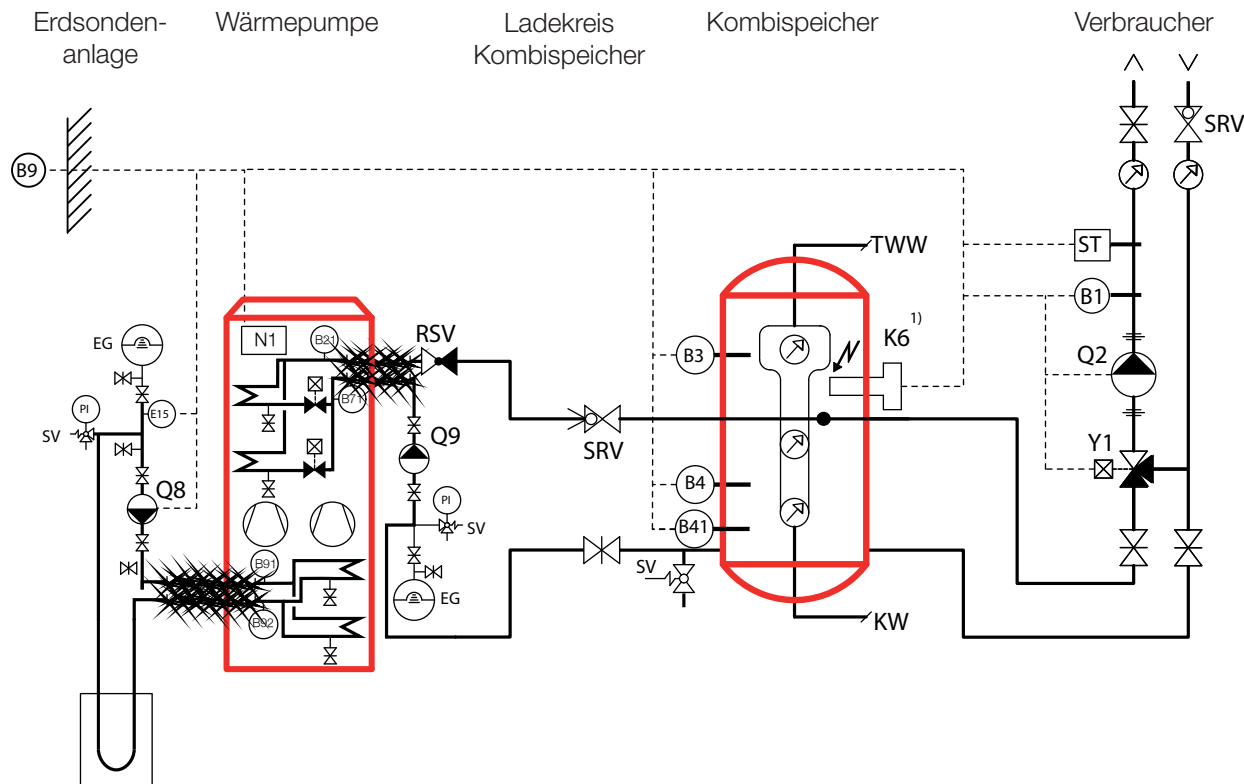 Erdsonden-
anlage
Wärmepumpe
Ladekreis
Kombispeicher
Kombispeicher
Verbraucher
B9
SRV
TWW
ST
N1
B21
RSV
EG
B3
K6 1)
B1
Q2
PI
E15
SV
B71
SRV
Q9
Y1
Q8
B4
PI
SV
B41
B91
SV
EG
B92
KW